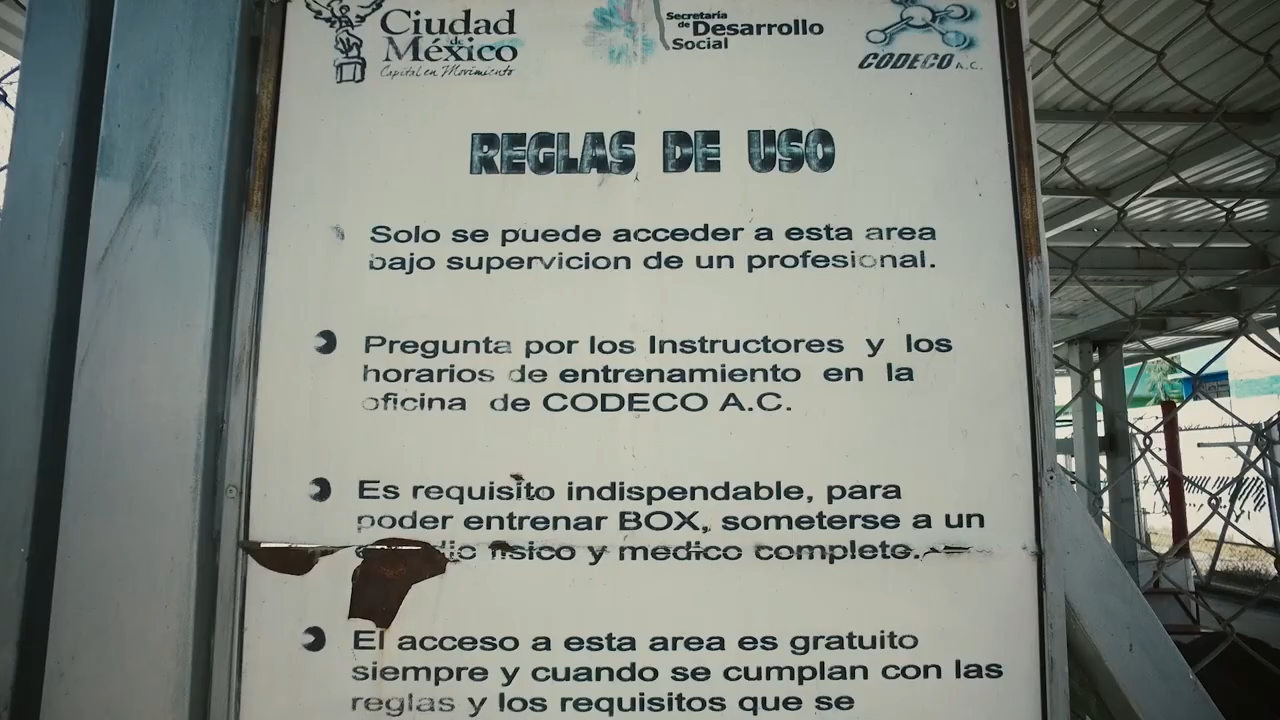 Ciudad
de
México
Capital en Movimiento
Secretaría
de Desarrollo
Social
CODECO A.C.
REGLAS DE USO
Solo se puede acceder a esta area
bajo supervicion de un profesional.
Pregunta por los Instructores y los
horarios de entrenamiento en la
oficina de CODECO A.C.
Es requisito indispendable, para
poder entrenar BOX, someterse a un
fisico y medico completo.
El acceso a esta area es gratuito
siempre y cuando se cumplan con las
reglas y los requisitos que se